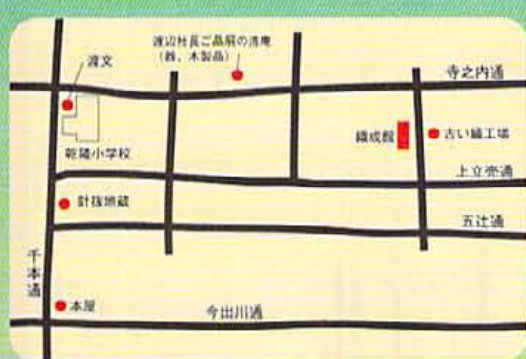 渡辺社長ご贔屓の清庵
(器、木製品)
渡文
寺之内通
織成館
古い織工場
乾隆小学校
上立売通
針抜地蔵
五辻通
千本通
本屋
今出川通